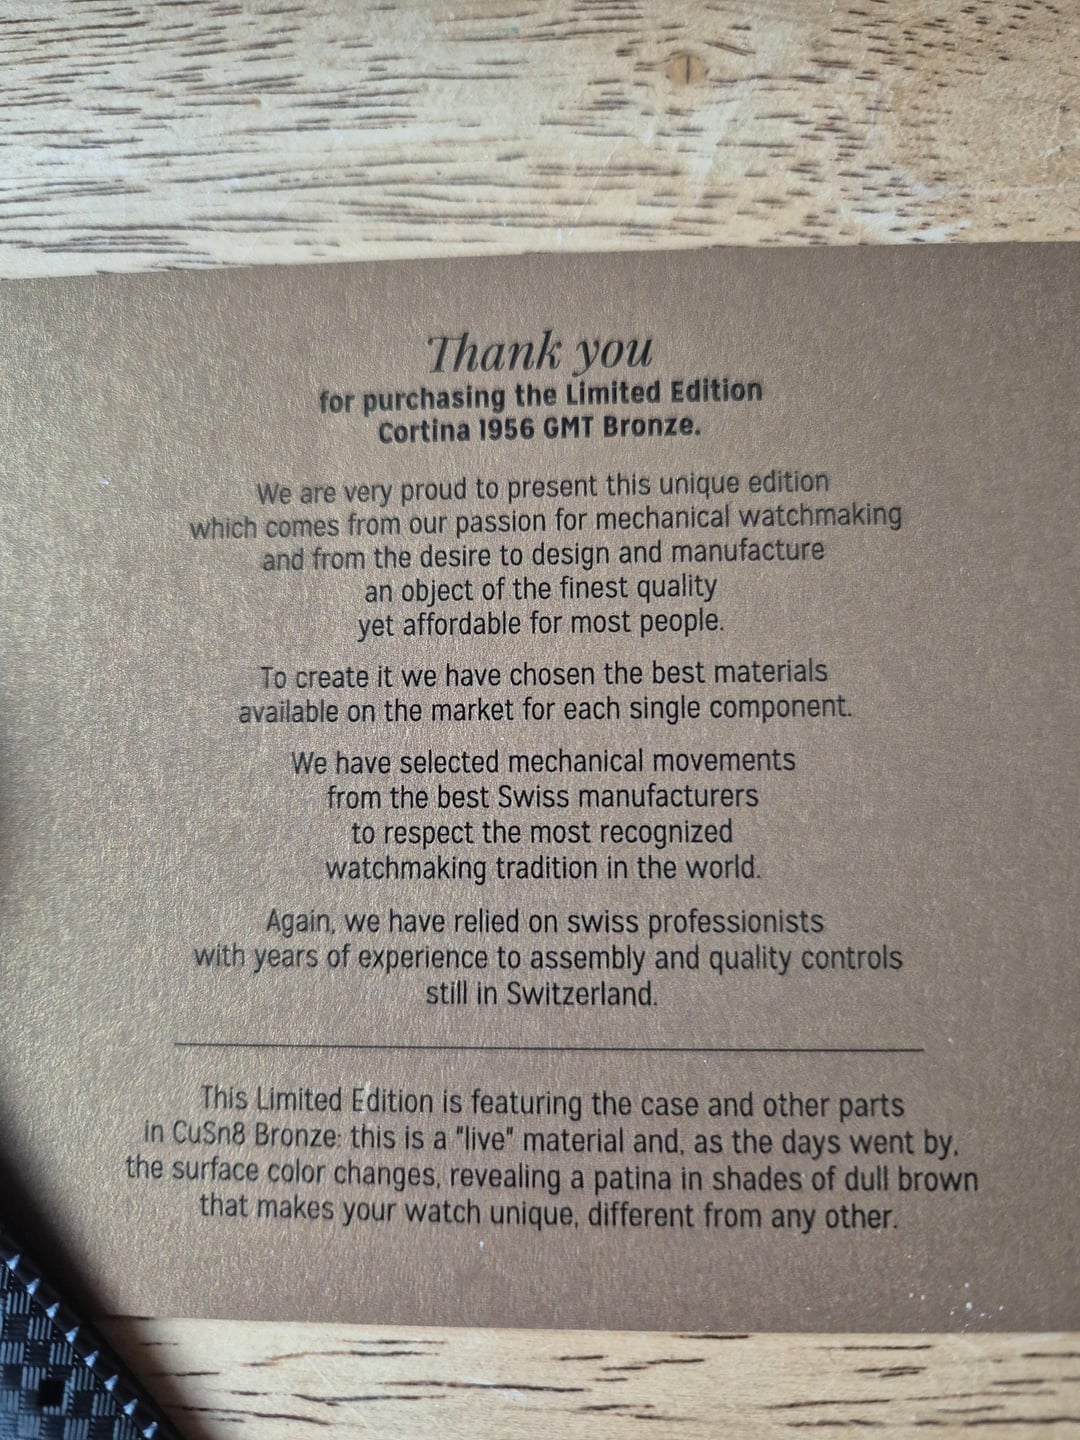 Thank you
for purchasing the Limited Edition
Cortina 1956 GMT Bronze.
We are very proud to present this unique edition
which comes from our passion for mechanical watchmaking
and from the desire to design and manufacture
an object of the finest quality
yet affordable for most people.
To create it we have chosen the best materials
available on the market for each single component.
We have selected mechanical movements
from the best Swiss manufacturers
to respect the most recognized
watchmaking tradition in the world.
Again, we have relied on swiss professionists
with years of experience to assembly and quality controls
still in Switzerland.
This Limited Edition is featuring the case and other parts
in CuSn8 Bronze: this is a "live" material and, as the days went by,
the surface color changes, revealing a patina in shades of dull brown
that makes your watch unique, different from any other.